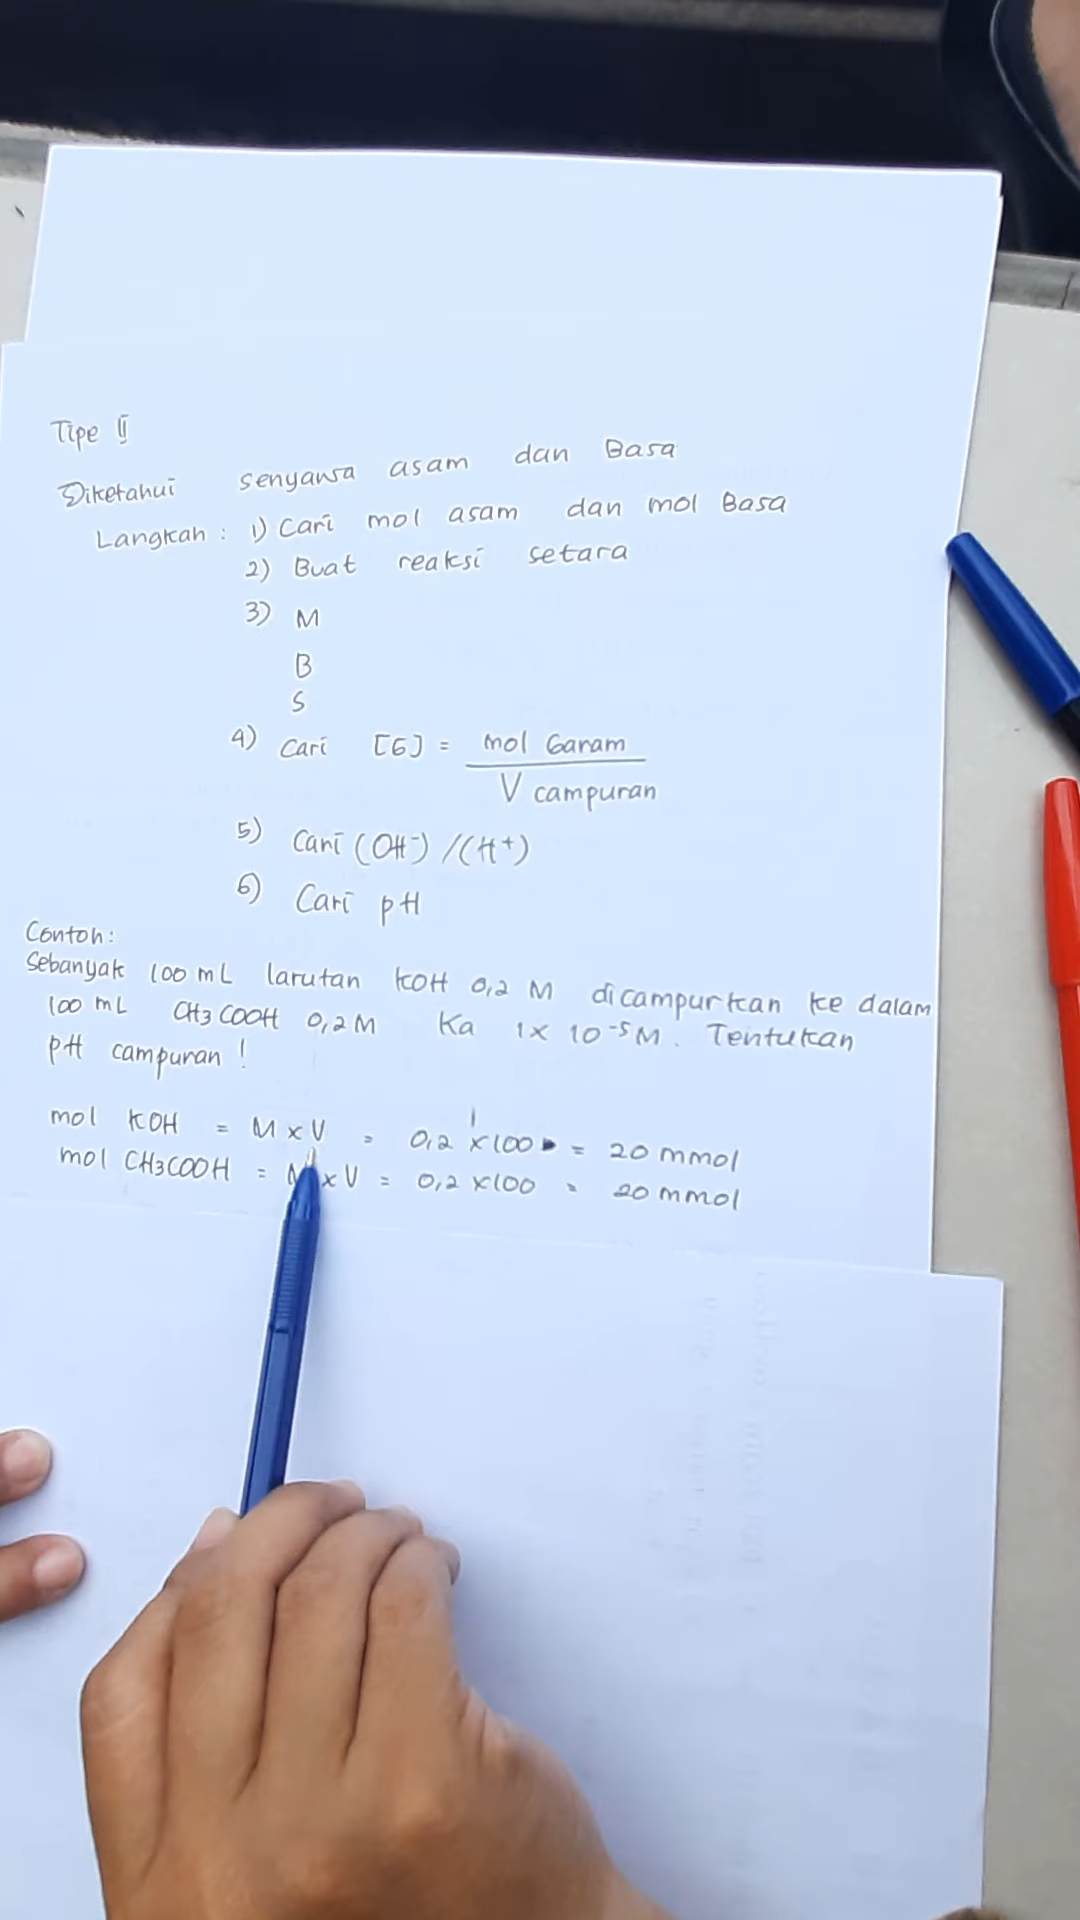 Tipe II
Diketahui senyawa asam dan Basa
Langkah : 1) Cari mol asam dan mol Basa
2) Buat reaksi setara
3) M
B
S
4) Cari [G] = mol Garam
V campuran
5) Cari (OH-) / (H+)
6) Cari pH
Contoh:
Sebanyak 100 mL larutan KOH 0,2 M dicampurkan ke dalam
100 mL CH3COOH 0,2 M Ka 1 x 10-5 M. Tentukan
pH campuran !
mol KOH = M x V = 0,2 x 100 = 20 mmol
mol CH3COOH = M x V = 0,2 x 100 = 20 mmol